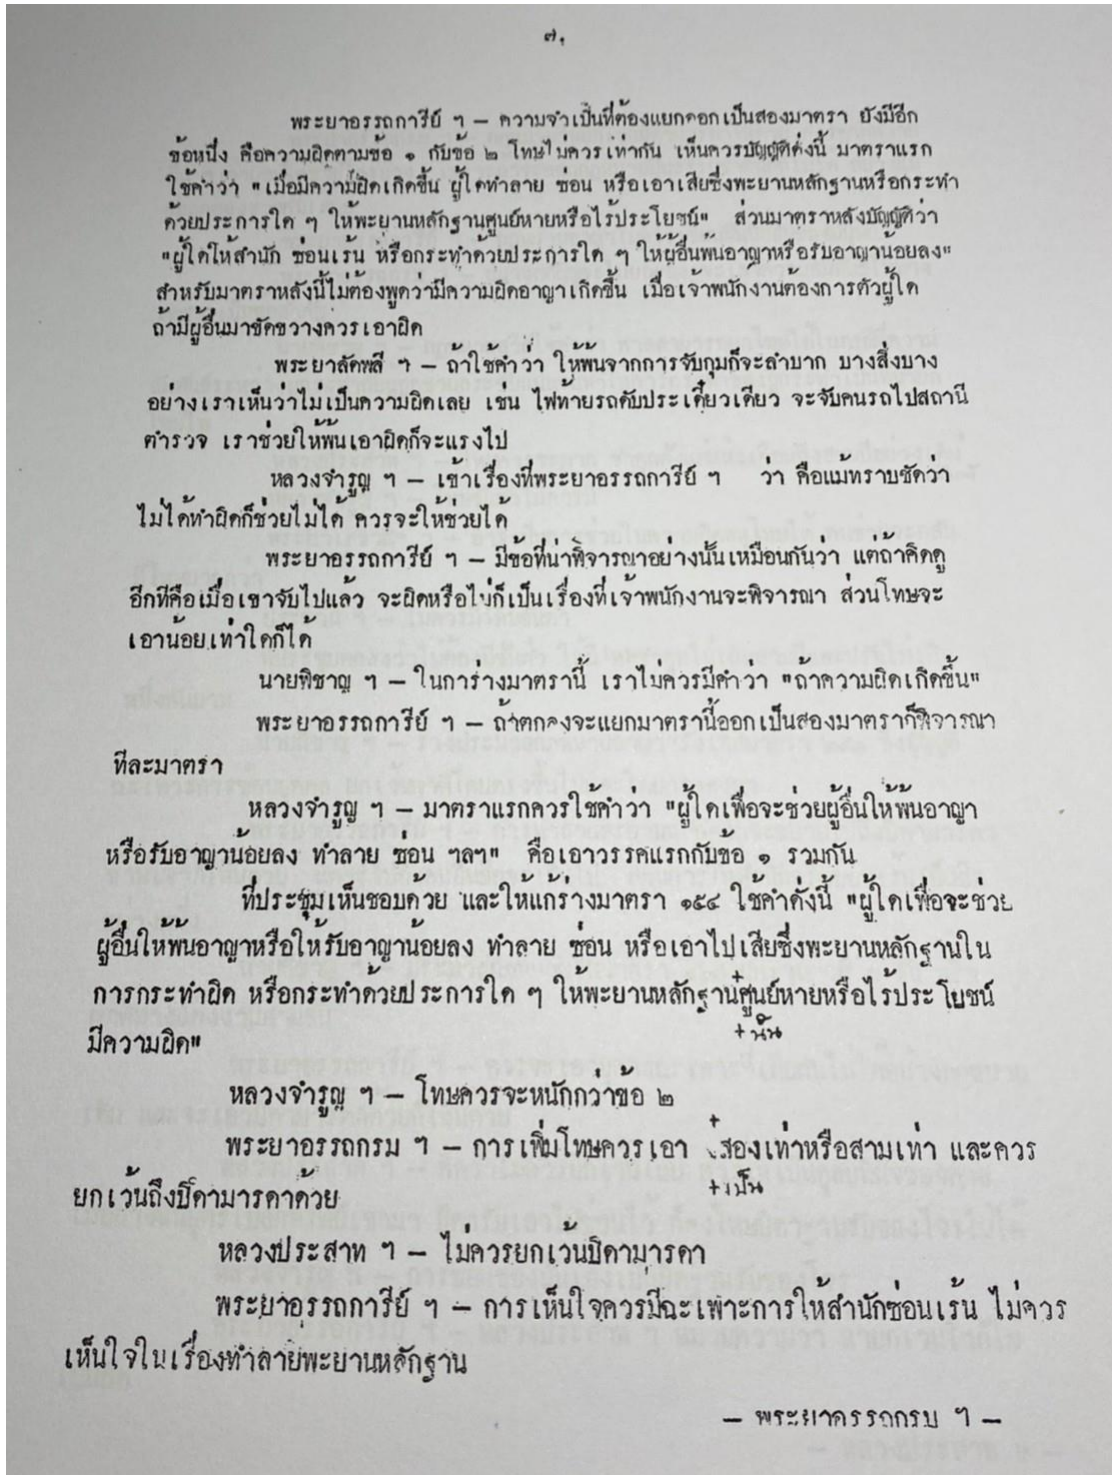 ๗.
พระยาอรรถการีย์ ฯ – ความจำเป็นที่ต้องแยกออกเป็นสองมาตรา ยังมีอีก
ข้อหนึ่ง คือความผิดตามข้อ ๑ กับข้อ ๒ โทษไม่ควรเท่ากัน เห็นควรบัญญัติดั่งนี้ มาตราแรก
ใช้คำว่า "เมื่อมีความผิดเกิดขึ้น ผู้ใดทำลาย ซ่อน หรือเอาเสียซึ่งพะยานหลักฐานหรือกระทำ
ด้วยประการใด ๆ ให้พะยานหลักฐานศูนย์หายหรือไร้ประโยชน์" ส่วนมาตราหลังบัญญัติว่า
"ผู้ใดให้สำนัก ซ่อนเร้น หรือกระทำด้วยประการใด ๆ ให้ผู้อื่นพ้นอาญาหรือรับอาญาน้อยลง"
สำหรับมาตราหลังนี้ไม่ต้องพูดว่ามีความผิดอาญาเกิดขึ้น เมื่อเจ้าพนักงานต้องการตัวผู้ใด
ถ้ามีผู้อื่นมาขัดขวางควรเอาผิด
พระยาลัดพลี ฯ – ถ้าใช้คำว่า ให้พ้นจากการจับกุมก็จะลำบาก บางสิ่งบาง
อย่างเราเห็นว่าไม่เป็นความผิดเลย เช่น ไฟท้ายรถดับประเดี๋ยวเดียว จะจับคนรถไปสถานี
ตำรวจ เราช่วยให้พ้นเอาผิดก็จะแรงไป
หลวงจำรูญ ฯ – เข้าเรื่องที่พระยาอรรถการีย์ ฯ ว่า คือแม้ทราบชัดว่า
ไม่ได้ทำผิดก็ช่วยไม่ได้ ควรจะให้ช่วยได้
พระยาอรรถการีย์ ฯ – มีข้อที่น่าพิจารณาอย่างนั้นเหมือนกันว่า แต่ถ้าคิดดู
อีกทีคือเมื่อเขาจับไปแล้ว จะผิดหรือไม่ก็เป็นเรื่องที่เจ้าพนักงานจะพิจารณา ส่วนโทษจะ
เอาน้อยเท่าใดก็ได้
นายพิชาญ ฯ – ในการ่างมาตรานี้ เราไม่ควรมีคำว่า "ถ้าความผิดเกิดขึ้น"
พระยาอรรถการีย์ ฯ – ถ้าตกลงจะแยกมาตรานี้ออกเป็นสองมาตราก็พิจารณา
ทีละมาตรา
หลวงจำรูญ ฯ – มาตราแรกควรใช้คำว่า "ผู้ใดเพื่อจะช่วยผู้อื่นให้พ้นอาญา
หรือรับอาญาน้อยลง ทำลาย ซ่อน ฯลฯ" คือเอาวรรคแรกกับข้อ ๑ รวมกัน
ที่ประชุมเห็นชอบด้วย และให้แก้ร่างมาตรา ๑๕๔ ใช้คำดั่งนี้ "ผู้ใดเพื่อจะช่วย
ผู้อื่นให้พ้นอาญาหรือให้รับอาญาน้อยลง ทำลาย ซ่อน หรือเอาไปเสียซึ่งพะยานหลักฐานใน
การกระทำผิด หรือกระทำด้วยประการใด ๆ ให้พะยานหลักฐาน+ศูนย์หายหรือไร้ประโยชน์
+ นั้น
มีความผิด"
หลวงจำรูญ ฯ – โทษควรจะหนักกว่าข้อ ๒
พระยาอรรถกรม ฯ – การเพิ่มโทษควรเอา +สองเท่าหรือสามเท่า และควร
+เป็น
ยกเว้นถึงบิดามารดาด้วย
หลวงประสาท ฯ – ไม่ควรยกเว้นบิดามารดา
พระยาอรรถการีย์ ฯ – การเห็นใจควรมีฉะเพาะการให้สำนักซ่อนเร้น ไม่ควร
เห็นใจในเรื่องทำลายพะยานหลักฐาน
– พระยาอรรถกรม ฯ –